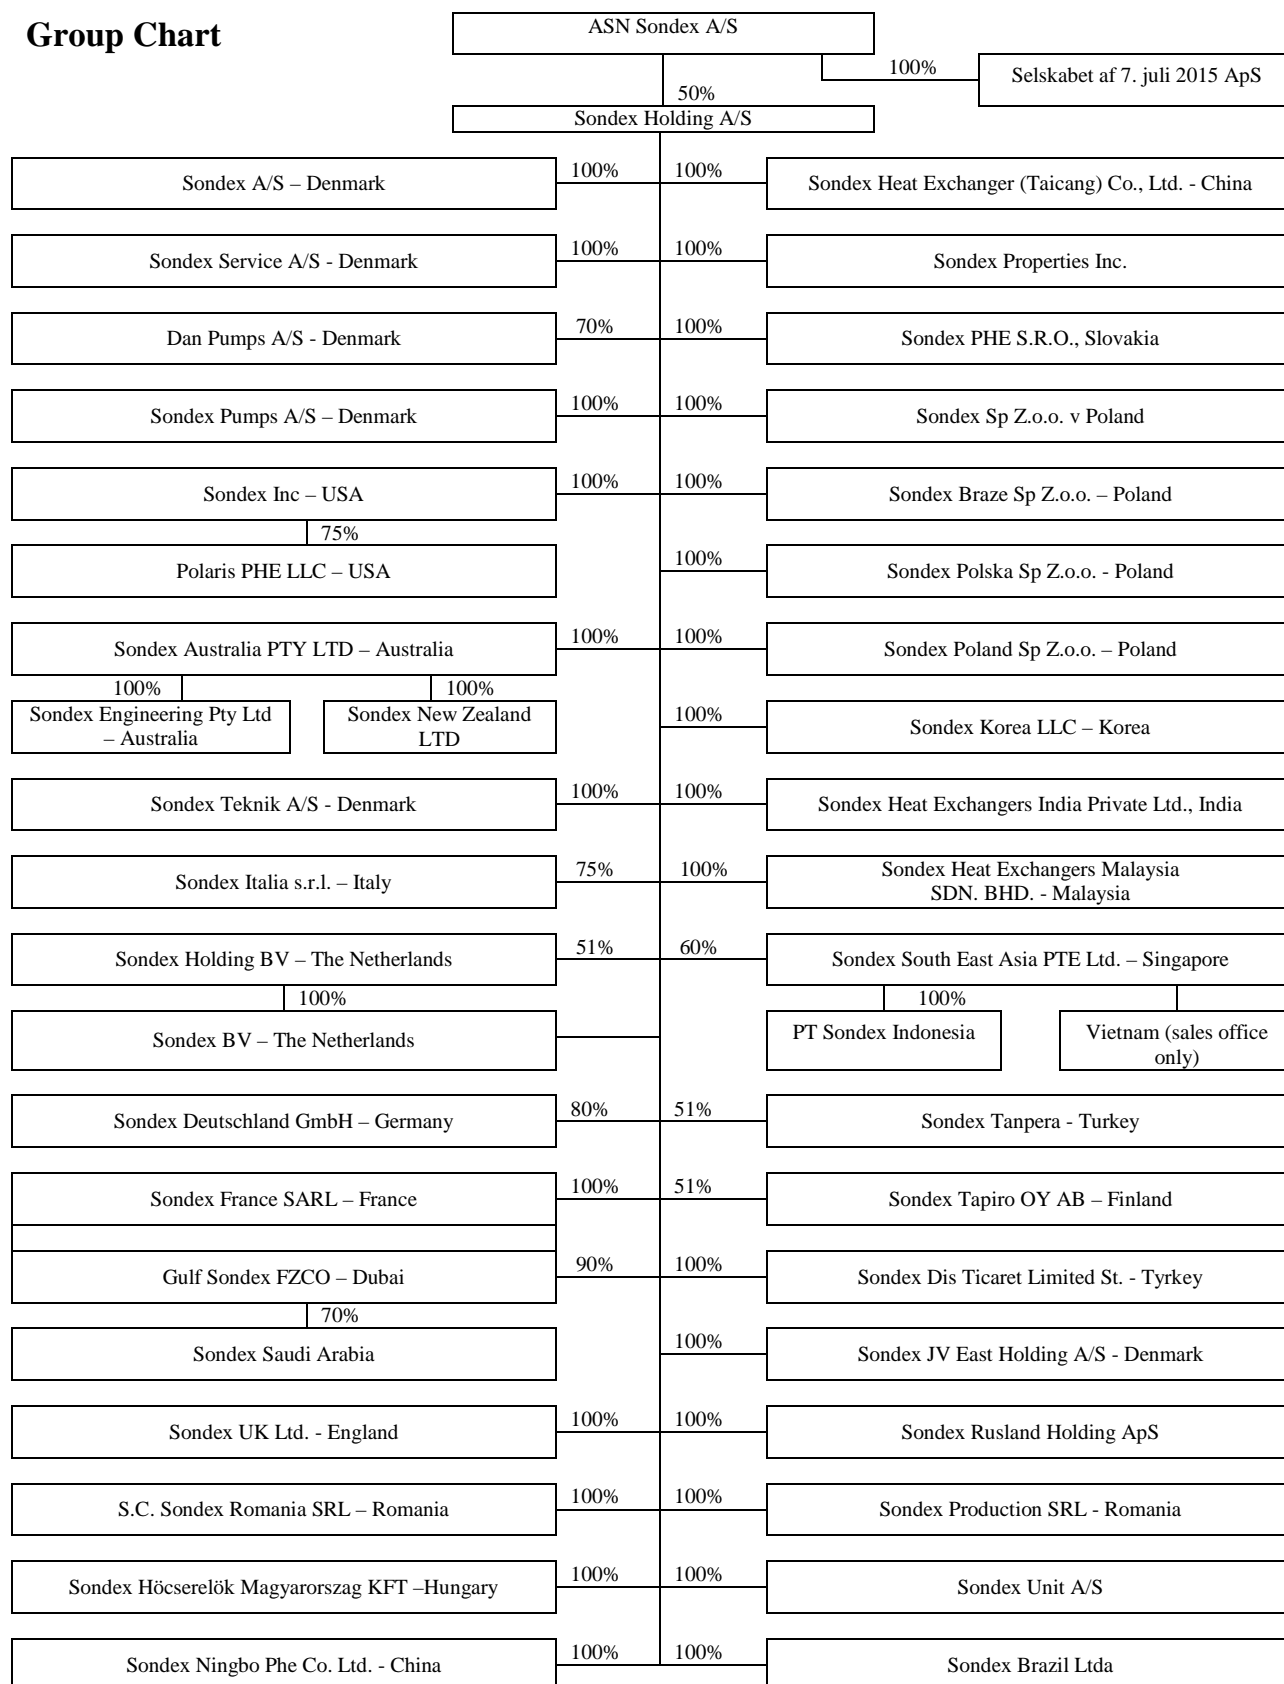 Group Chart
ASN Sondex A/S
100%
Selskabet af 7. juli 2015 ApS
50%
Sondex Holding A/S
Sondex A/S – Denmark
100%
100%
Sondex Heat Exchanger (Taicang) Co., Ltd. - China
Sondex Service A/S - Denmark
100%
100%
Sondex Properties Inc.
Dan Pumps A/S - Denmark
70%
100%
Sondex PHE S.R.O., Slovakia
Sondex Pumps A/S – Denmark
100%
100%
Sondex Sp Z.o.o. v Poland
Sondex Inc – USA
100%
100%
Sondex Braze Sp Z.o.o. – Poland
75%
Polaris PHE LLC – USA
100%
Sondex Polska Sp Z.o.o. - Poland
Sondex Australia PTY LTD – Australia
100%
100%
Sondex Poland Sp Z.o.o. – Poland
100%
100%
Sondex Engineering Pty Ltd
– Australia
Sondex New Zealand
LTD
100%
Sondex Korea LLC – Korea
Sondex Teknik A/S - Denmark
100%
100%
Sondex Heat Exchangers India Private Ltd., India
Sondex Italia s.r.l. – Italy
75%
100%
Sondex Heat Exchangers Malaysia
SDN. BHD. - Malaysia
Sondex Holding BV – The Netherlands
51%
60%
Sondex South East Asia PTE Ltd. – Singapore
100%
100%
Sondex BV – The Netherlands
PT Sondex Indonesia
Vietnam (sales office
only)
Sondex Deutschland GmbH – Germany
80%
51%
Sondex Tanpera - Turkey
Sondex France SARL – France
100%
51%
Sondex Tapiro OY AB – Finland
Gulf Sondex FZCO – Dubai
90%
100%
Sondex Dis Ticaret Limited St. - Tyrkey
70%
Sondex Saudi Arabia
100%
Sondex JV East Holding A/S - Denmark
Sondex UK Ltd. - England
100%
100%
Sondex Rusland Holding ApS
S.C. Sondex Romania SRL – Romania
100%
100%
Sondex Production SRL - Romania
Sondex Höcserelök Magyarorszag KFT –Hungary
100%
100%
Sondex Unit A/S
Sondex Ningbo Phe Co. Ltd. - China
100%
100%
Sondex Brazil Ltda